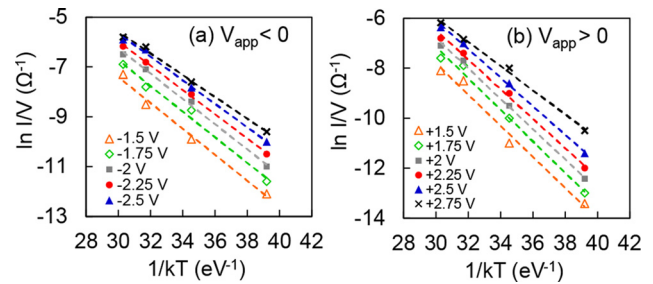 (a) V_app < 0
ln I/V (Ω⁻¹)
-5
-7
-9
-11
-13
-1.5 V
-1.75 V
-2 V
-2.25 V
-2.5 V
28 30 32 34 36 38 40 42
1/kT (eV⁻¹)
(b) V_app > 0
ln I/V (Ω⁻¹)
-6
-8
-10
-12
-14
+1.5 V
+1.75 V
+2 V
+2.25 V
+2.5 V
+2.75 V
28 30 32 34 36 38 40 42
1/kT (eV⁻¹)